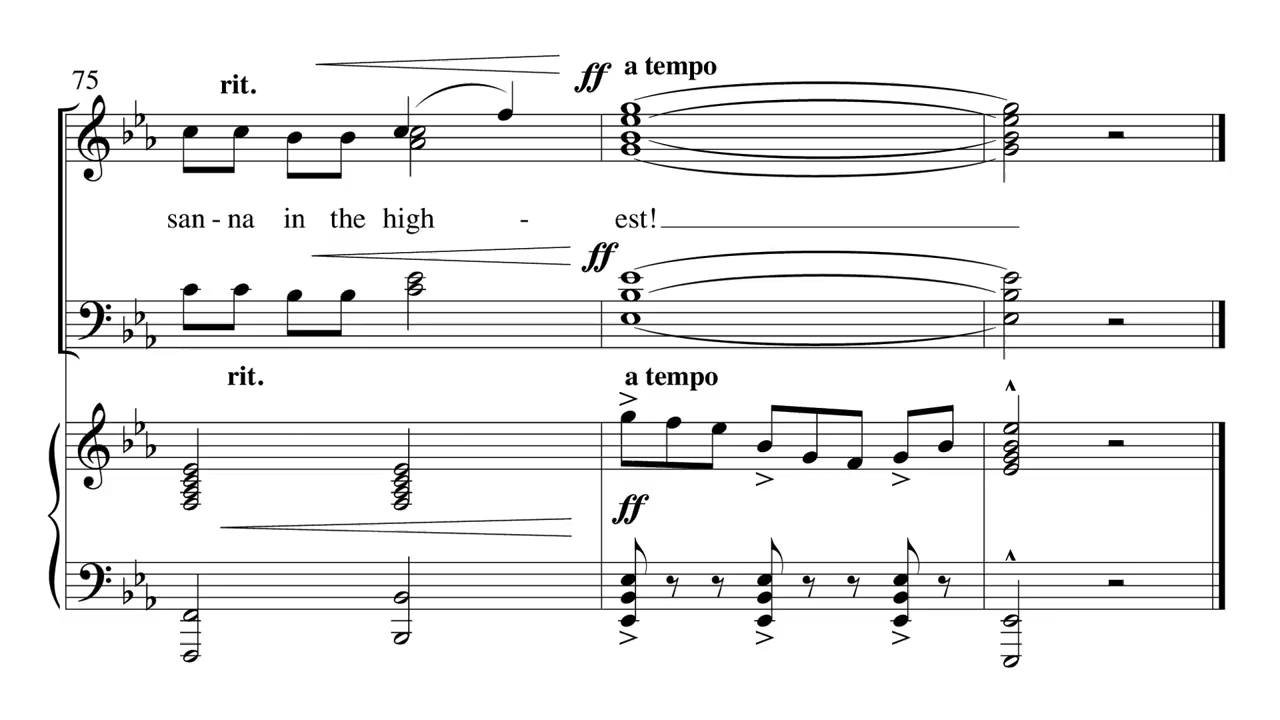 75
rit.
ff a tempo
san - na in the high - est!
ff
rit. a tempo
ff